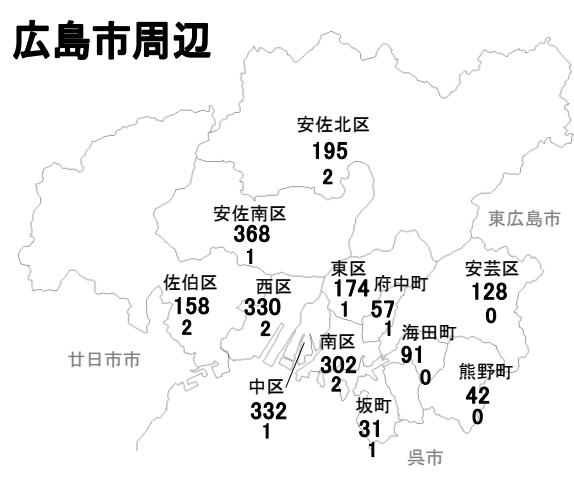 広島市周辺
安佐北区
195
2
安佐南区
368
1
東広島市
佐伯区
158
2
西区
330
2
東区
174
1
府中町
57
1
安芸区
128
0
廿日市市
中区
332
1
南区
302
2
海田町
91
0
熊野町
42
0
坂町
31
1
呉市